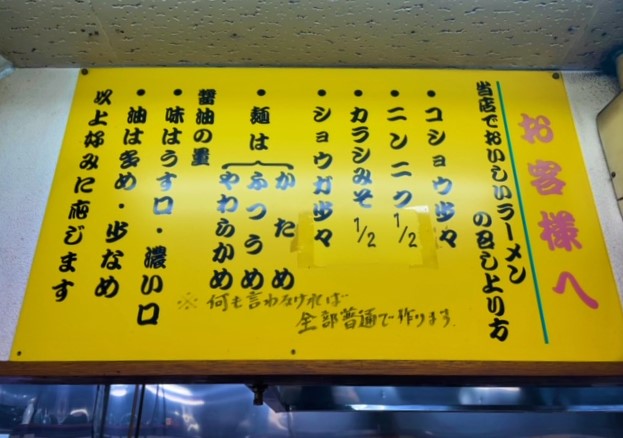 お客様へ
当店でおいしいラーメン
の召し上り方
・コショウ少々
・ニンニク 1/2
・カラシみそ 1/2
・ショウガ少々
・麺は
かため
ふつうめ
やわらかめ
醤油の量
・味はうす口・濃い口
・油は多め・少なめ
以上好みに応じます
※何も言わなければ
全部普通で作ります.